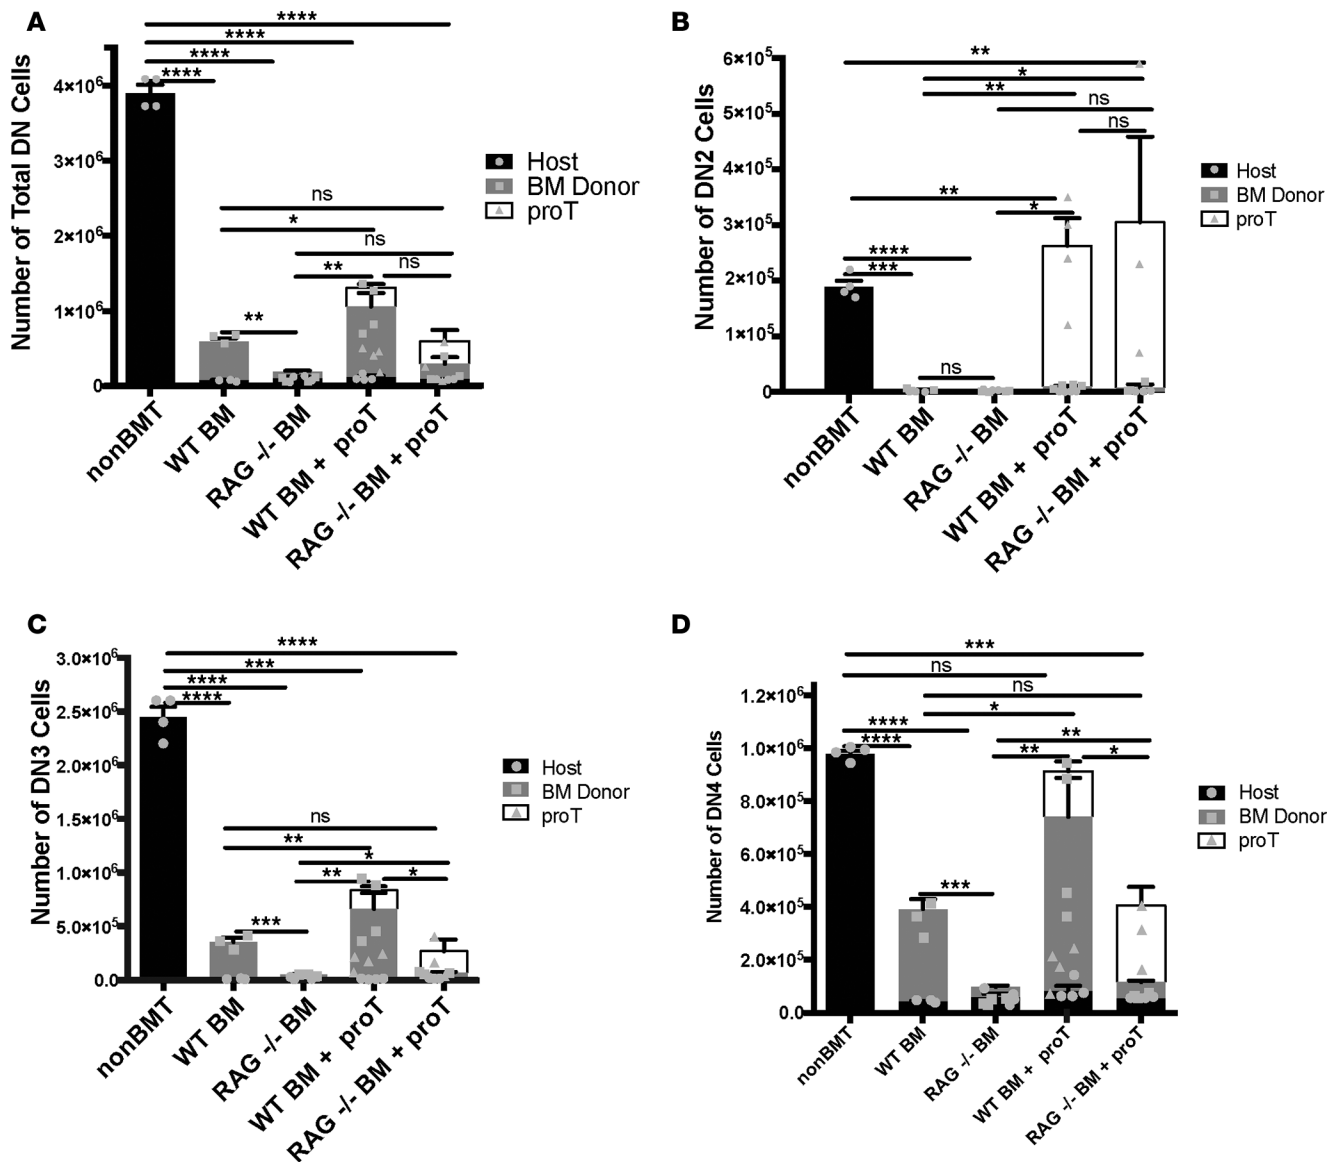 A
Number of Total DN Cells
4×10⁶
3×10⁶
2×10⁶
1×10⁶
0
****
****
****
****
ns
*
ns
**
ns
**
Host
BM Donor
proT
nonBMT
WT BM
RAG -/- BM
WT BM + proT
RAG -/- BM + proT
B
Number of DN2 Cells
6×10⁵
5×10⁵
4×10⁵
3×10⁵
2×10⁵
1×10⁵
0
**
*
**
ns
ns
**
*
****
***
ns
Host
BM Donor
proT
nonBMT
WT BM
RAG -/- BM
WT BM + proT
RAG -/- BM + proT
C
Number of DN3 Cells
3.0×10⁶
2.5×10⁶
2.0×10⁶
1.5×10⁶
1.0×10⁶
5.0×10⁵
0.0
****
***
****
****
ns
**
*
**
*
***
Host
BM Donor
proT
nonBMT
WT BM
RAG -/- BM
WT BM + proT
RAG -/- BM + proT
D
Number of DN4 Cells
1.2×10⁶
1.0×10⁶
8.0×10⁵
6.0×10⁵
4.0×10⁵
2.0×10⁵
0.0
***
ns
ns
*
****
**
****
**
*
***
Host
BM Donor
proT
nonBMT
WT BM
RAG -/- BM
WT BM + proT
RAG -/- BM + proT